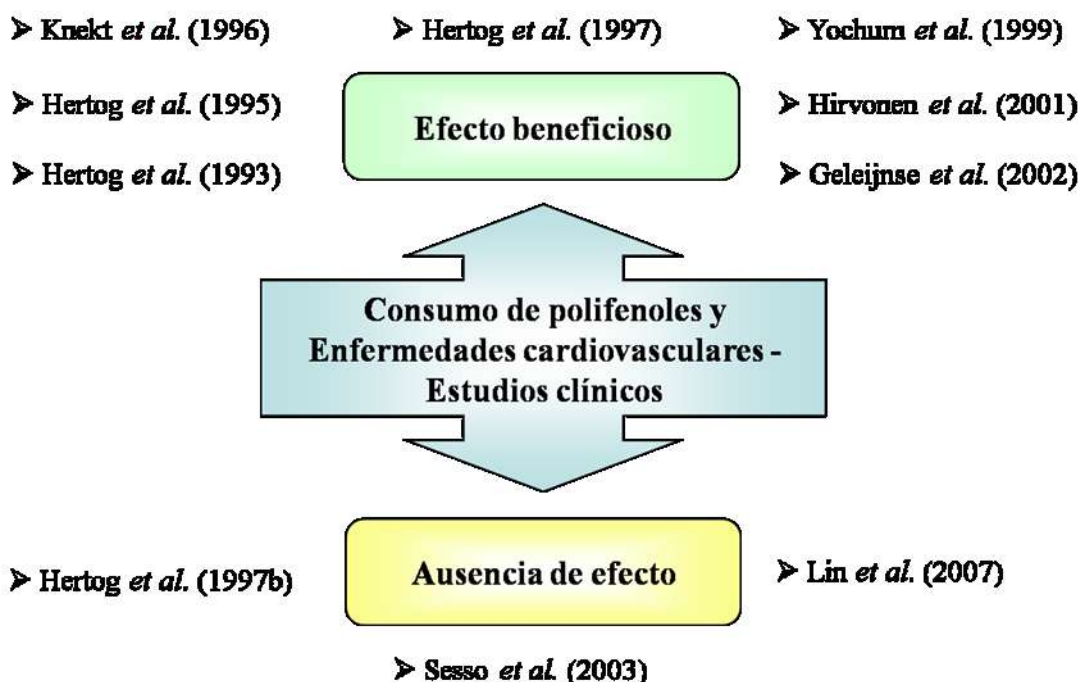 ➢ Knekt et al. (1996)
➢ Hertog et al. (1997)
➢ Yochum et al. (1999)
➢ Hertog et al. (1995)
➢ Hirvonen et al. (2001)
➢ Hertog et al. (1993)
➢ Geleijnse et al. (2002)
Efecto beneficioso
Consumo de polifenoles y
Enfermedades cardiovasculares -
Estudios clínicos
Ausencia de efecto
➢ Hertog et al. (1997b)
➢ Lin et al. (2007)
➢ Sesso et al. (2003)